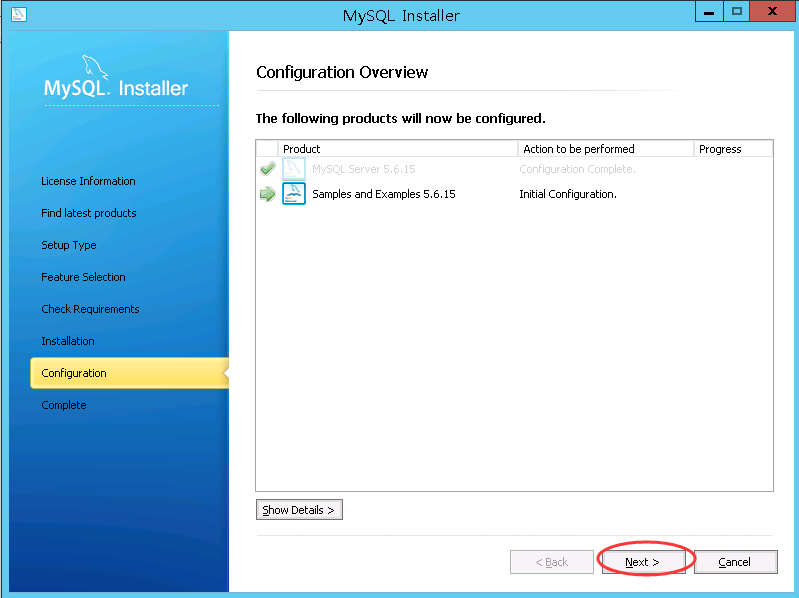 MySQL Installer
MySQL. Installer
License Information
Find latest products
Setup Type
Feature Selection
Check Requirements
Installation
Configuration
Complete
Configuration Overview
The following products will now be configured.
Product Action to be performed Progress
MySQL Server 5.6.15 Configuration Complete.
Samples and Examples 5.6.15 Initial Configuration.
Show Details >
< Back Next > Cancel